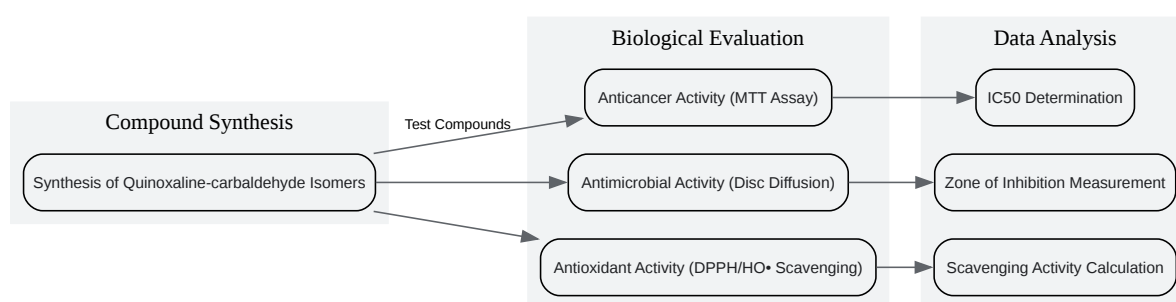 Biological Evaluation
Data Analysis
Anticancer Activity (MTT Assay)
IC50 Determination
Compound Synthesis
Test Compounds
Synthesis of Quinoxaline-carbaldehyde Isomers
Antimicrobial Activity (Disc Diffusion)
Zone of Inhibition Measurement
Antioxidant Activity (DPPH/HO• Scavenging)
Scavenging Activity Calculation